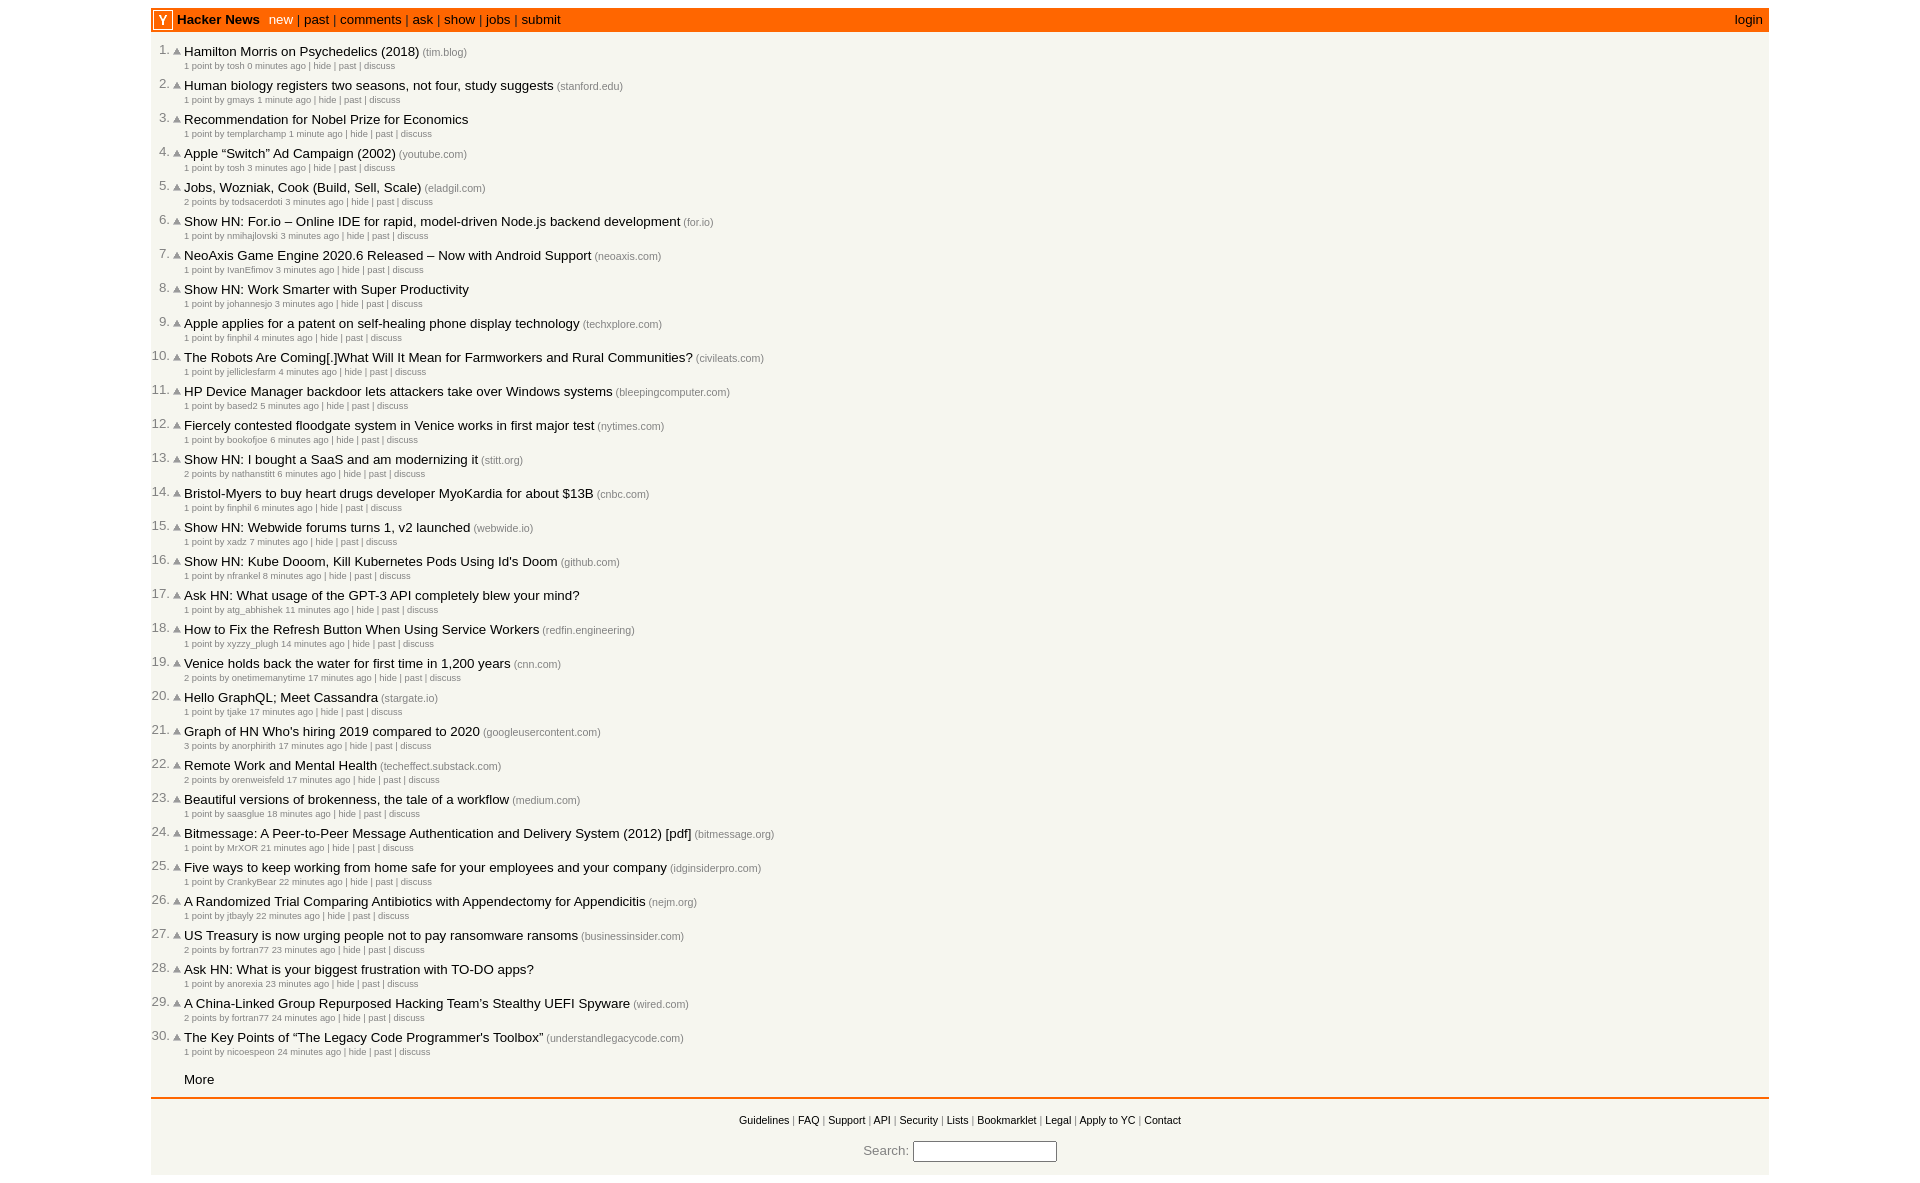 Y Hacker News new | past | comments | ask | show | jobs | submit login
1. Hamilton Morris on Psychedelics (2018) (tim.blog)
1 point by tosh 0 minutes ago | hide | past | discuss
2. Human biology registers two seasons, not four, study suggests (stanford.edu)
1 point by gmays 1 minute ago | hide | past | discuss
3. Recommendation for Nobel Prize for Economics
1 point by templarchamp 1 minute ago | hide | past | discuss
4. Apple “Switch” Ad Campaign (2002) (youtube.com)
1 point by tosh 3 minutes ago | hide | past | discuss
5. Jobs, Wozniak, Cook (Build, Sell, Scale) (eladgil.com)
2 points by todsacerdoti 3 minutes ago | hide | past | discuss
6. Show HN: For.io – Online IDE for rapid, model-driven Node.js backend development (for.io)
1 point by nmihajlovski 3 minutes ago | hide | past | discuss
7. NeoAxis Game Engine 2020.6 Released – Now with Android Support (neoaxis.com)
1 point by IvanEfimov 3 minutes ago | hide | past | discuss
8. Show HN: Work Smarter with Super Productivity
1 point by johannesjo 3 minutes ago | hide | past | discuss
9. Apple applies for a patent on self-healing phone display technology (techxplore.com)
1 point by finphil 4 minutes ago | hide | past | discuss
10. The Robots Are Coming[.]What Will It Mean for Farmworkers and Rural Communities? (civileats.com)
1 point by jelliclesfarm 4 minutes ago | hide | past | discuss
11. HP Device Manager backdoor lets attackers take over Windows systems (bleepingcomputer.com)
1 point by based2 5 minutes ago | hide | past | discuss
12. Fiercely contested floodgate system in Venice works in first major test (nytimes.com)
1 point by bookofjoe 6 minutes ago | hide | past | discuss
13. Show HN: I bought a SaaS and am modernizing it (stitt.org)
2 points by nathanstitt 6 minutes ago | hide | past | discuss
14. Bristol-Myers to buy heart drugs developer MyoKardia for about $13B (cnbc.com)
1 point by finphil 6 minutes ago | hide | past | discuss
15. Show HN: Webwide forums turns 1, v2 launched (webwide.io)
1 point by xadz 7 minutes ago | hide | past | discuss
16. Show HN: Kube Dooom, Kill Kubernetes Pods Using Id's Doom (github.com)
1 point by nfrankel 8 minutes ago | hide | past | discuss
17. Ask HN: What usage of the GPT-3 API completely blew your mind?
1 point by atg_abhishek 11 minutes ago | hide | past | discuss
18. How to Fix the Refresh Button When Using Service Workers (redfin.engineering)
1 point by xyzzy_plugh 14 minutes ago | hide | past | discuss
19. Venice holds back the water for first time in 1,200 years (cnn.com)
2 points by onetimemanytime 17 minutes ago | hide | past | discuss
20. Hello GraphQL; Meet Cassandra (stargate.io)
1 point by tjake 17 minutes ago | hide | past | discuss
21. Graph of HN Who's hiring 2019 compared to 2020 (googleusercontent.com)
3 points by anorphirith 17 minutes ago | hide | past | discuss
22. Remote Work and Mental Health (techeffect.substack.com)
2 points by orenweisfeld 17 minutes ago | hide | past | discuss
23. Beautiful versions of brokenness, the tale of a workflow (medium.com)
1 point by saasglue 18 minutes ago | hide | past | discuss
24. Bitmessage: A Peer-to-Peer Message Authentication and Delivery System (2012) [pdf] (bitmessage.org)
1 point by MrXOR 21 minutes ago | hide | past | discuss
25. Five ways to keep working from home safe for your employees and your company (idginsiderpro.com)
1 point by CrankyBear 22 minutes ago | hide | past | discuss
26. A Randomized Trial Comparing Antibiotics with Appendectomy for Appendicitis (nejm.org)
1 point by jtbayly 22 minutes ago | hide | past | discuss
27. US Treasury is now urging people not to pay ransomware ransoms (businessinsider.com)
2 points by fortran77 23 minutes ago | hide | past | discuss
28. Ask HN: What is your biggest frustration with TO-DO apps?
1 point by anorexia 23 minutes ago | hide | past | discuss
29. A China-Linked Group Repurposed Hacking Team’s Stealthy UEFI Spyware (wired.com)
2 points by fortran77 24 minutes ago | hide | past | discuss
30. The Key Points of “The Legacy Code Programmer's Toolbox” (understandlegacycode.com)
1 point by nicoespeon 24 minutes ago | hide | past | discuss
More
Guidelines | FAQ | Support | API | Security | Lists | Bookmarklet | Legal | Apply to YC | Contact
Search: